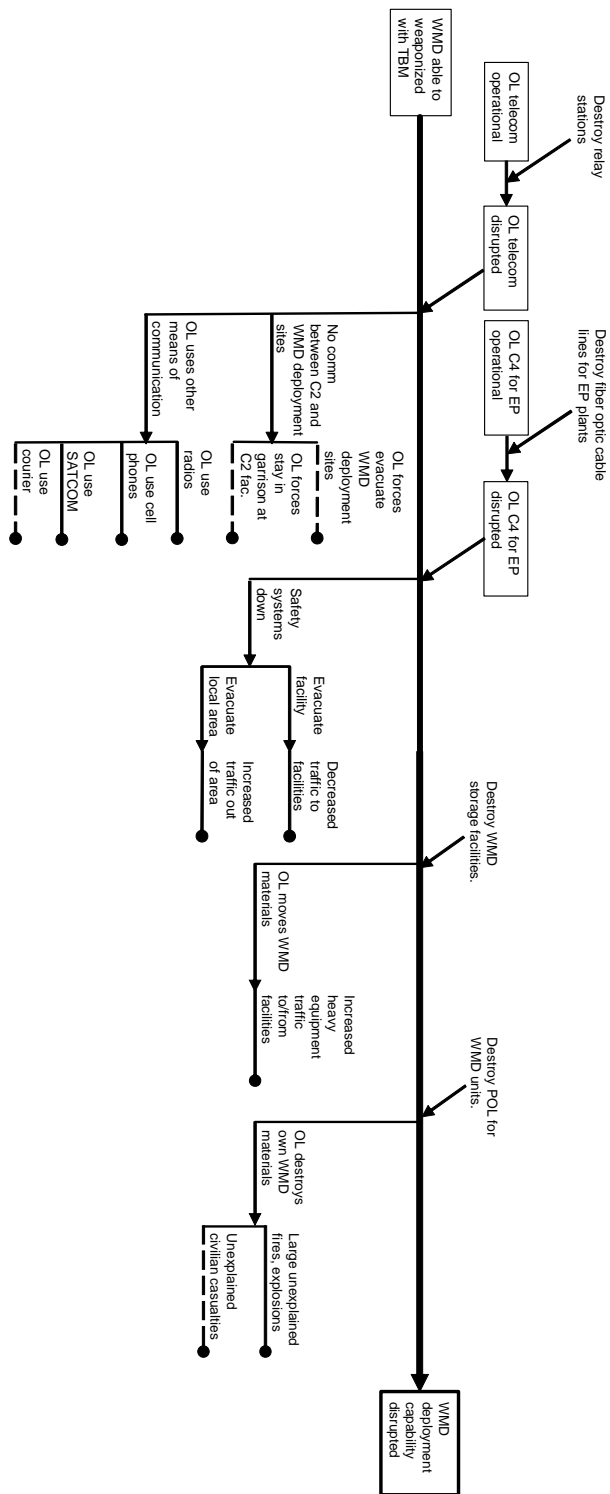 Destroy relay
stations
Destroy fiber optic cable
lines for EP plants
OL telecom
operational
OL telecom
disrupted
OL C4 for EP
operational
OL C4 for EP
disrupted
Destroy WMD
storage facilities.
Destroy POL for
WMD units.
WMD able to
weaponized
with TBM
WMD
deployment
capability
disrupted
No comm
between C2 and
WMD deployment
sites
OL forces
evacuate
WMD
deployment
sites
OL forces
stay in
garrison at
C2 fac.
OL uses other
means of
communication
OL use
radios
OL use cell
phones
OL use
SATCOM
OL use
courier
Safety
systems
down
Evacuate
facility
Decreased
traffic to
facilities
Evacuate
local area
Increased
traffic out
of area
OL moves WMD
materials
Increased
heavy
equipment
traffic
to/from
facilities
OL destroys
own WMD
materials
Large unexplained
fires, explosions
Unexplained
civilian casualties